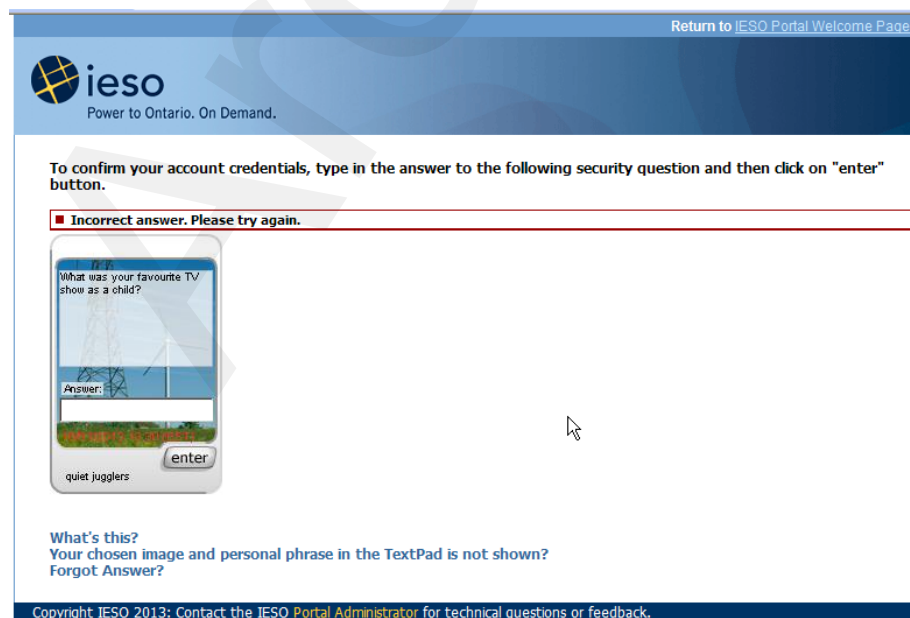 Return to IESO Portal Welcome Page
ieso
Power to Ontario. On Demand.
To confirm your account credentials, type in the answer to the following security question and then click on "enter"
button.
Incorrect answer. Please try again.
What was your favourite TV
show as a child?
Answer:
enter
quiet jugglers
What's this?
Your chosen image and personal phrase in the TextPad is not shown?
Forgot Answer?
Copyright IESO 2013: Contact the IESO Portal Administrator for technical questions or feedback.